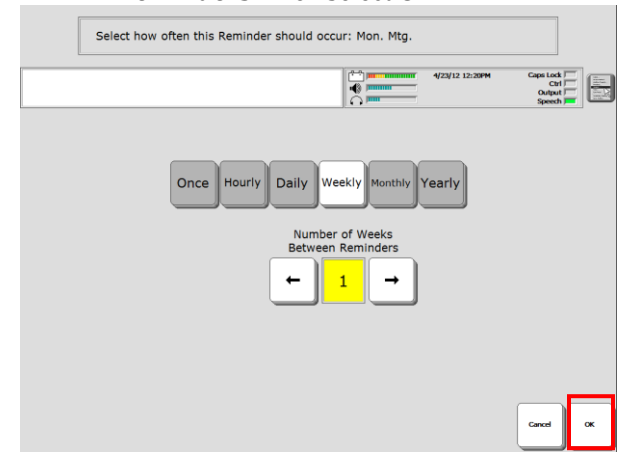 Select how often this Reminder should occur: Mon. Mtg.
4/23/12 12:20PM
Caps Lock
Ctrl
Output
Speech
Once Hourly Daily Weekly Monthly Yearly
Number of Weeks
Between Reminders
← 1 →
Cancel OK